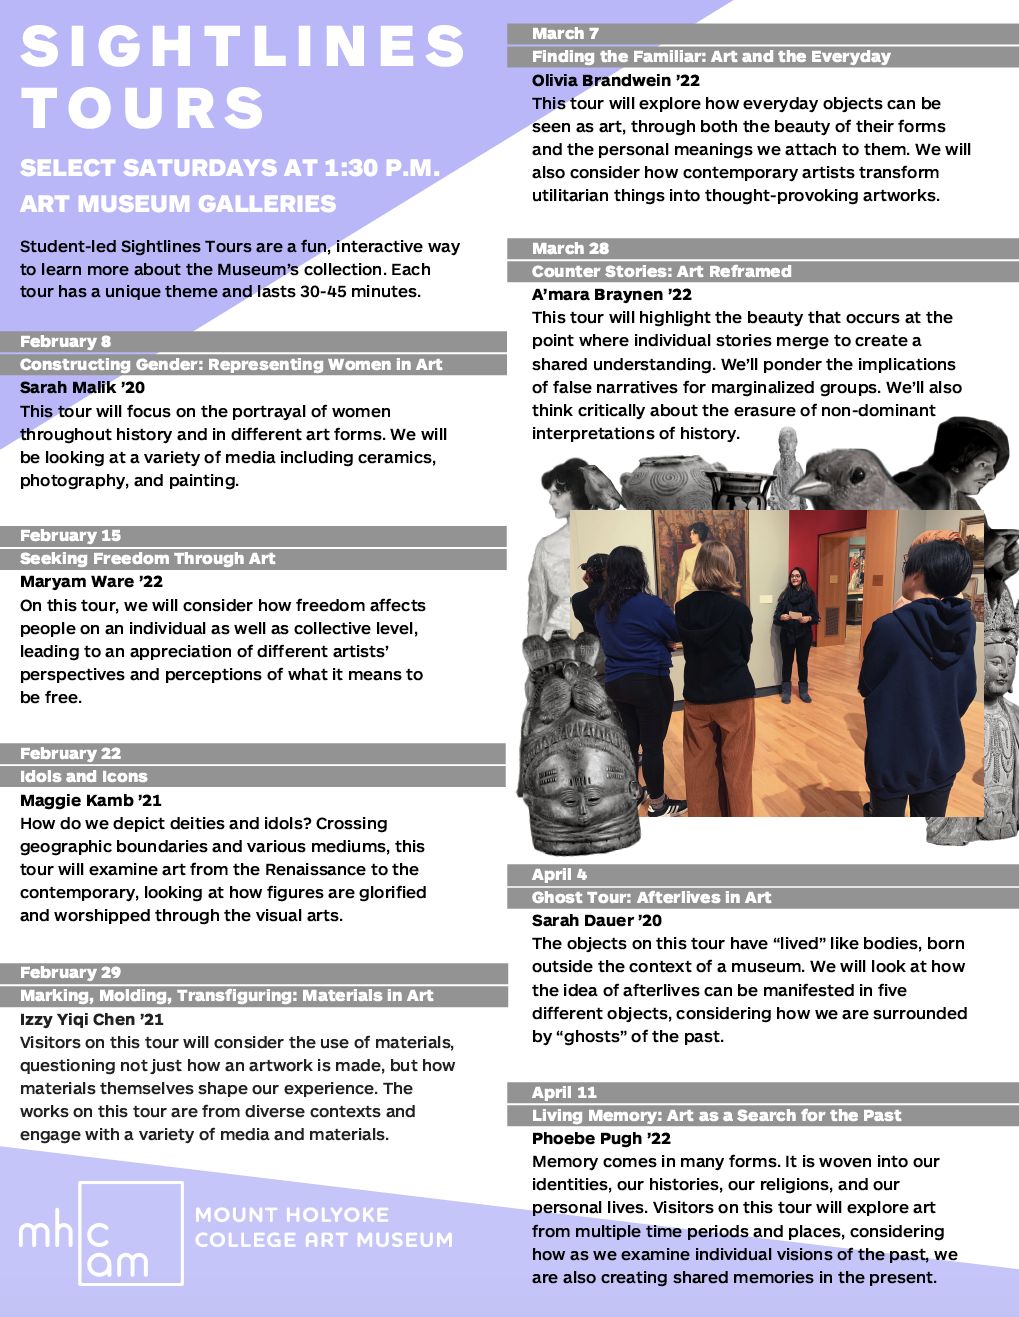 SIGHTLINES
TOURS
SELECT SATURDAYS AT 1:30 P.M.
ART MUSEUM GALLERIES
Student-led Sightlines Tours are a fun, interactive way
to learn more about the Museum's collection. Each
tour has a unique theme and lasts 30-45 minutes.
February 8
Constructing Gender: Representing Women in Art
Sarah Malik ’20
This tour will focus on the portrayal of women
throughout history and in different art forms. We will
be looking at a variety of media including ceramics,
photography, and painting.
February 15
Seeking Freedom Through Art
Maryam Ware ’22
On this tour, we will consider how freedom affects
people on an individual as well as collective level,
leading to an appreciation of different artists’
perspectives and perceptions of what it means to
be free.
February 22
Idols and Icons
Maggie Kamb ’21
How do we depict deities and idols? Crossing
geographic boundaries and various mediums, this
tour will examine art from the Renaissance to the
contemporary, looking at how figures are glorified
and worshipped through the visual arts.
February 29
Marking, Molding, Transfiguring: Materials in Art
Izzy Yiqi Chen ’21
Visitors on this tour will consider the use of materials,
questioning not just how an artwork is made, but how
materials themselves shape our experience. The
works on this tour are from diverse contexts and
engage with a variety of media and materials.
mhc
am
MOUNT HOLYOKE
COLLEGE ART MUSEUM
March 7
Finding the Familiar: Art and the Everyday
Olivia Brandwein ’22
This tour will explore how everyday objects can be
seen as art, through both the beauty of their forms
and the personal meanings we attach to them. We will
also consider how contemporary artists transform
utilitarian things into thought-provoking artworks.
March 28
Counter Stories: Art Reframed
A’mara Braynen ’22
This tour will highlight the beauty that occurs at the
point where individual stories merge to create a
shared understanding. We’ll ponder the implications
of false narratives for marginalized groups. We’ll also
think critically about the erasure of non-dominant
interpretations of history.
April 4
Ghost Tour: Afterlives in Art
Sarah Dauer ’20
The objects on this tour have “lived” like bodies, born
outside the context of a museum. We will look at how
the idea of afterlives can be manifested in five
different objects, considering how we are surrounded
by “ghosts” of the past.
April 11
Living Memory: Art as a Search for the Past
Phoebe Pugh ’22
Memory comes in many forms. It is woven into our
identities, our histories, our religions, and our
personal lives. Visitors on this tour will explore art
from multiple time periods and places, considering
how as we examine individual visions of the past, we
are also creating shared memories in the present.